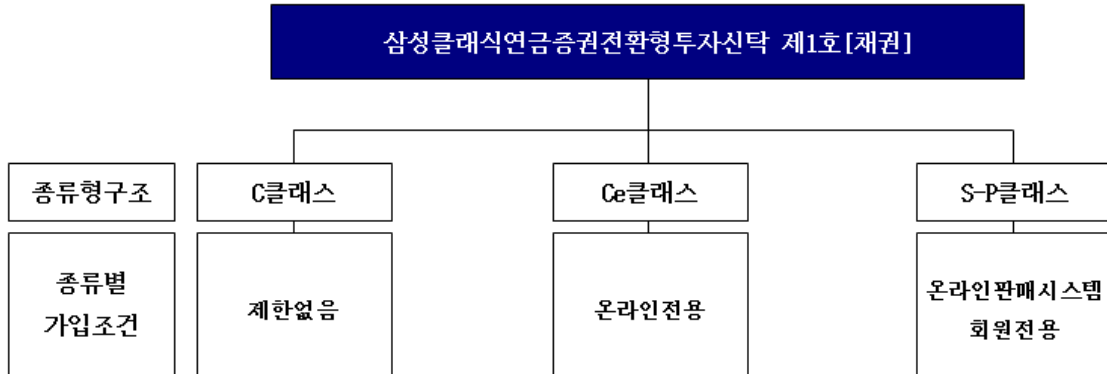 삼성클래식연금증권전환형투자신탁 제1호[채권]
종류형구조
C클래스
Ce클래스
S-P클래스
종류별
가입조건
제한없음
온라인전용
온라인판매시스템
회원전용